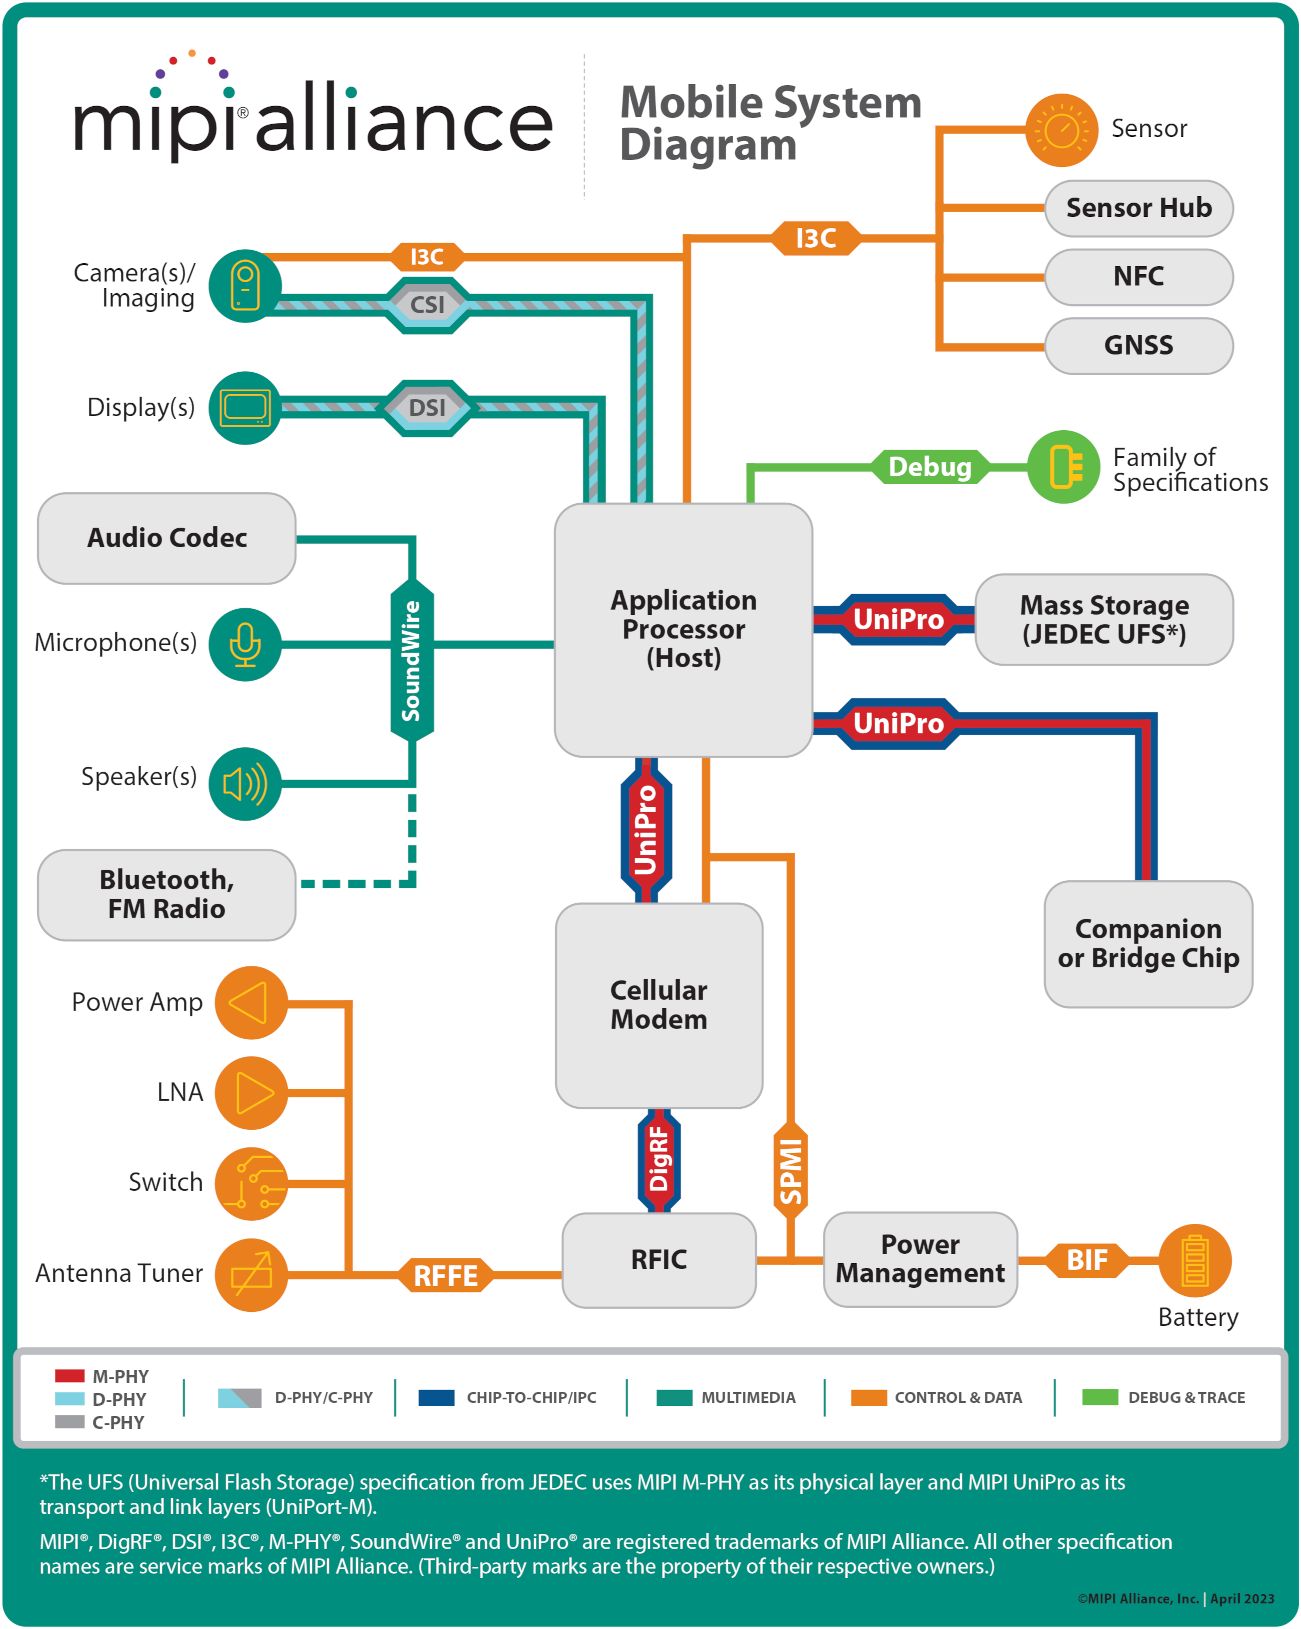 mipi® alliance
Mobile System
Diagram
Sensor
Sensor Hub
I3C
I3C
Camera(s)/
Imaging
NFC
CSI
GNSS
Display(s)
DSI
Debug
Family of
Specifications
Audio Codec
Application
Processor
(Host)
UniPro
Mass Storage
(JEDEC UFS*)
Microphone(s)
SoundWire
UniPro
Speaker(s)
UniPro
Bluetooth,
FM Radio
Companion
or Bridge Chip
Cellular
Modem
Power Amp
LNA
DigRF
SPMI
Switch
Antenna Tuner
RFFE
RFIC
Power
Management
BIF
Battery
M-PHY
D-PHY
C-PHY
D-PHY/C-PHY
CHIP-TO-CHIP/IPC
MULTIMEDIA
CONTROL & DATA
DEBUG & TRACE
*The UFS (Universal Flash Storage) specification from JEDEC uses MIPI M-PHY as its physical layer and MIPI UniPro as its
transport and link layers (UniPort-M).
MIPI®, DigRF®, DSI®, I3C®, M-PHY®, SoundWire® and UniPro® are registered trademarks of MIPI Alliance. All other specification
names are service marks of MIPI Alliance. (Third-party marks are the property of their respective owners.)
©MIPI Alliance, Inc. | April 2023